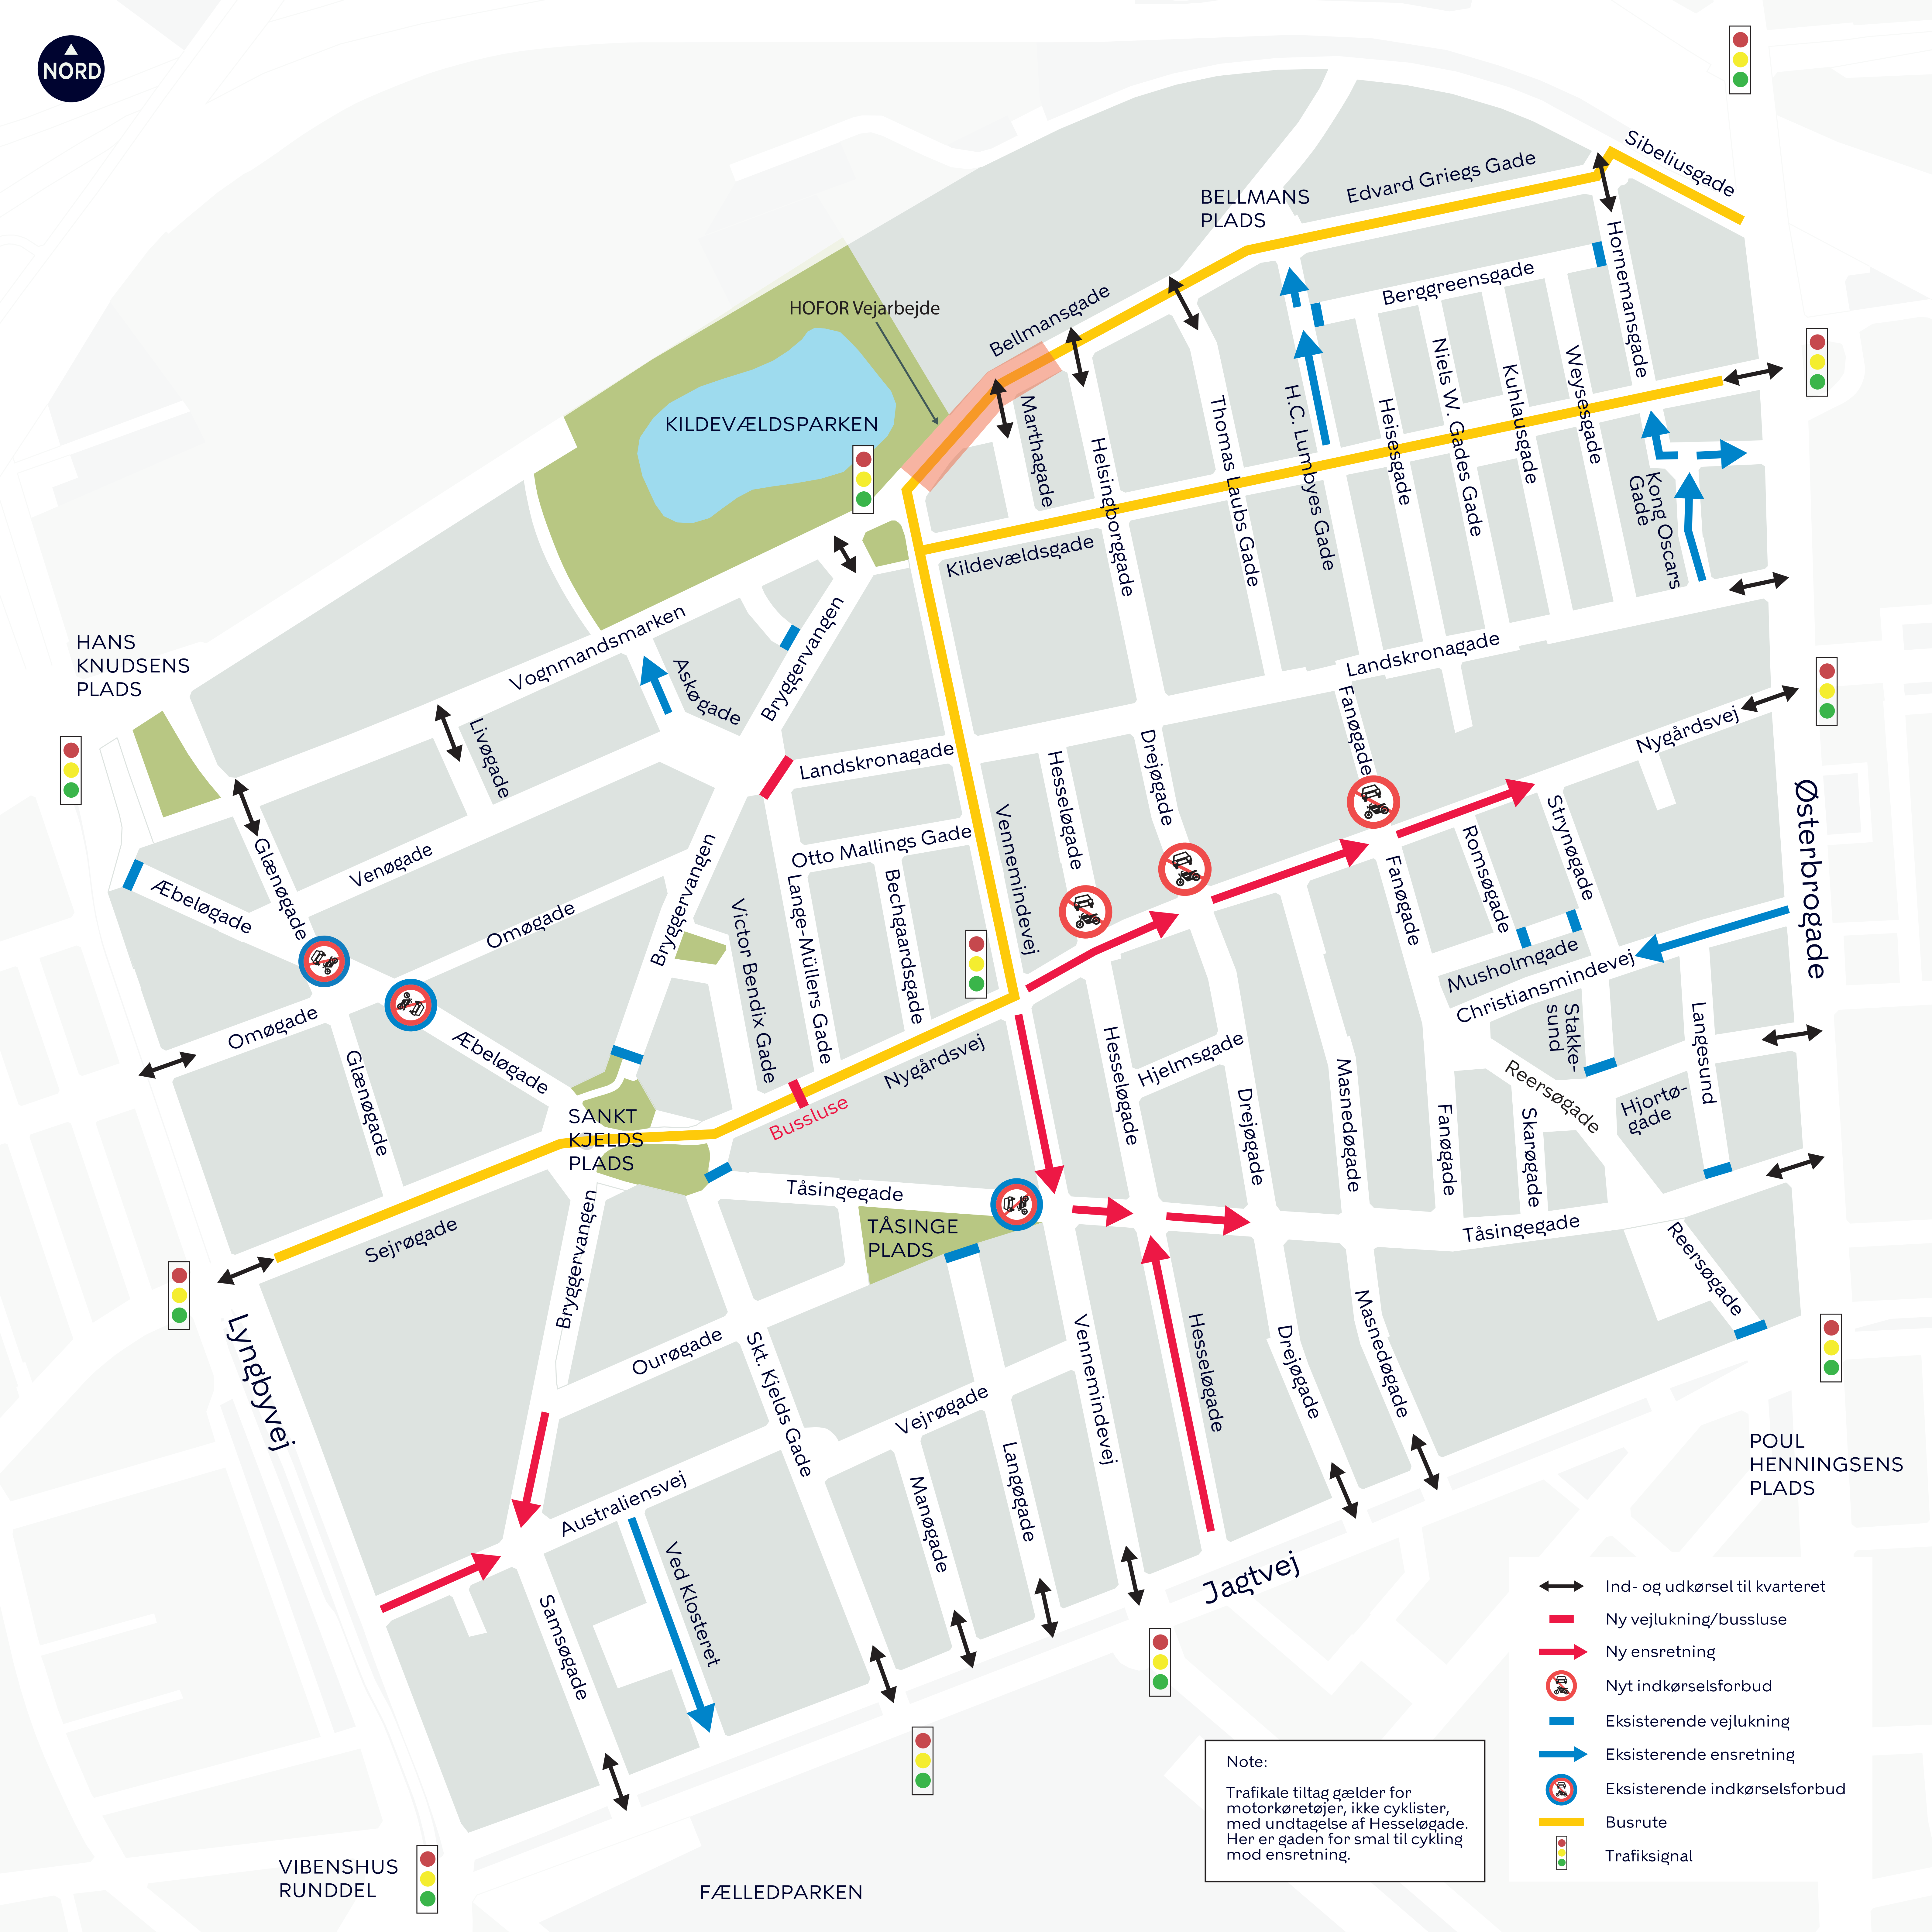 NORD
Sibeliusgade
Edvard Griegs Gade
BELLMANS
PLADS
Hornemansgade
Berggreensgade
HOFOR Vejarbejde
Bellmansgade
KILDEVÆLDSPARKEN
Marthagade
Helsingborggade
Thomas Laubs Gade
H.C. Lumbyes Gade
Heisesgade
Niels W. Gades Gade
Kuhlausgade
Weysesgade
Kong Oscars
Gade
Kildevældsgade
HANS
KNUDSENS
PLADS
Vognmandsmarken
Bryggervangen
Askøgade
Livøgade
Landskronagade
Landskronagade
Fanøgade
Nygårdsvej
Drejøgade
Hesseløgade
Vennemindevej
Østerbrogade
Glænøgade
Venøgade
Æbeløgade
Omøgade
Bryggervangen
Otto Mallings Gade
Lange-Müllers Gade
Bechgaardsgade
Victor Bendix Gade
Strynøgade
Romsøgade
Fanøgade
Musholmgade
Christiansmindevej
Stakke-
sund
Langesund
Omøgade
Glænøgade
Æbeløgade
Nygårdsvej
Bussluse
Hesseløgade
Hjelmsgade
Drejøgade
Masnedøgade
Fanøgade
Skarøgade
Reersøgade
Hjortø-
gade
SANKT
KJELDS
PLADS
Tåsingegade
TÅSINGE
PLADS
Tåsingegade
Reersøgade
Sejrøgade
Bryggervangen
Lyngbyvej
Ourøgade
Skt. Kjelds Gade
Vejrøgade
Vennemindevej
Hesseløgade
Drejøgade
Masnedøgade
Langøgade
Manøgade
Australiensvej
Ved Klosteret
Samsøgade
Jagtvej
POUL
HENNINGSENS
PLADS
VIBENSHUS
RUNDDEL
FÆLLEDPARKEN
Note:
Trafikale tiltag gælder for
motorkøretøjer, ikke cyklister,
med undtagelse af Hesseløgade.
Her er gaden for smal til cykling
mod ensretning.
Ind- og udkørsel til kvarteret
Ny vejlukning/bussluse
Ny ensretning
Nyt indkørselsforbud
Eksisterende vejlukning
Eksisterende ensretning
Eksisterende indkørselsforbud
Busrute
Trafiksignal